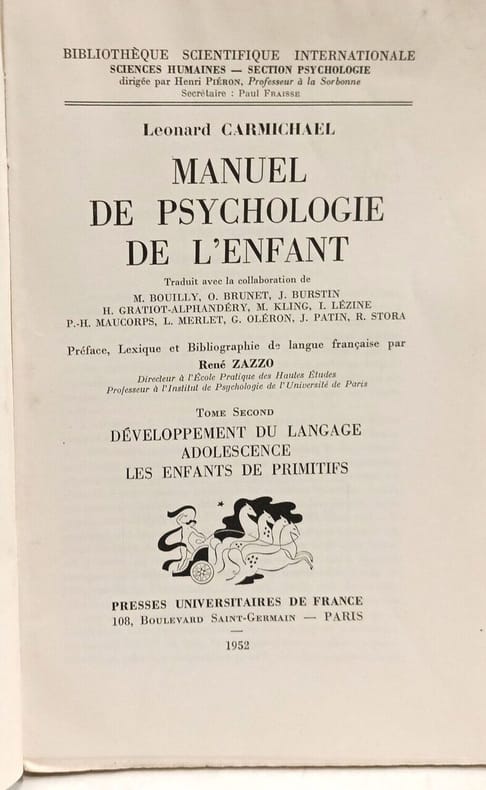 BIBLIOTHÈQUE SCIENTIFIQUE INTERNATIONALE
SCIENCES HUMAINES — SECTION PSYCHOLOGIE
dirigée par Henri PIÉRON, Professeur à la Sorbonne
Secrétaire : Paul FRAISSE
Leonard CARMICHAEL
MANUEL
DE PSYCHOLOGIE
DE L'ENFANT
Traduit avec la collaboration de
M. BOUILLY, O. BRUNET, J. BURSTIN
H. GRATIOT-ALPHANDÉRY, M. KLING, I. LÉZINE
P.-H. MAUCORPS, L. MERLET, G. OLÉRON, J. PATIN, R. STORA
Préface, Lexique et Bibliographie de langue française par
René ZAZZO
Directeur à l'École Pratique des Hautes Études
Professeur à l'Institut de Psychologie de l'Université de Paris
TOME SECOND
DÉVELOPPEMENT DU LANGAGE
ADOLESCENCE
LES ENFANTS DE PRIMITIFS
PRESSES UNIVERSITAIRES DE FRANCE
108, BOULEVARD SAINT-GERMAIN — PARIS
1952